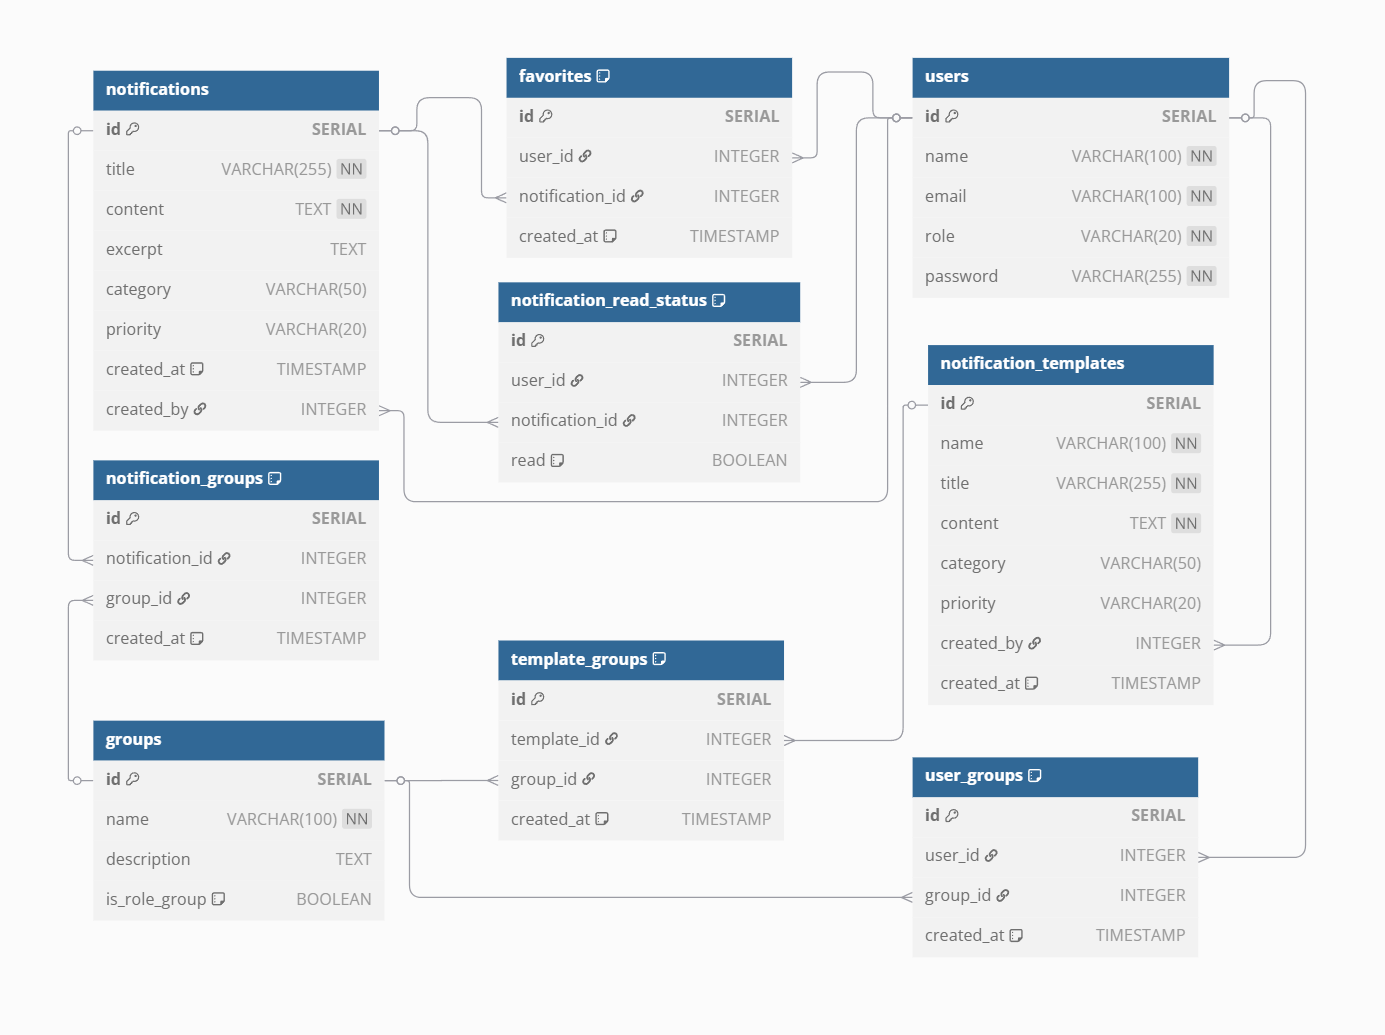 notifications
id SERIAL
title VARCHAR(255) NN
content TEXT NN
excerpt TEXT
category VARCHAR(50)
priority VARCHAR(20)
created_at TIMESTAMP
created_by INTEGER
favorites
id SERIAL
user_id INTEGER
notification_id INTEGER
created_at TIMESTAMP
users
id SERIAL
name VARCHAR(100) NN
email VARCHAR(100) NN
role VARCHAR(20) NN
password VARCHAR(255) NN
notification_read_status
id SERIAL
user_id INTEGER
notification_id INTEGER
read BOOLEAN
notification_templates
id SERIAL
name VARCHAR(100) NN
title VARCHAR(255) NN
content TEXT NN
category VARCHAR(50)
priority VARCHAR(20)
created_by INTEGER
created_at TIMESTAMP
notification_groups
id SERIAL
notification_id INTEGER
group_id INTEGER
created_at TIMESTAMP
template_groups
id SERIAL
template_id INTEGER
group_id INTEGER
created_at TIMESTAMP
groups
id SERIAL
name VARCHAR(100) NN
description TEXT
is_role_group BOOLEAN
user_groups
id SERIAL
user_id INTEGER
group_id INTEGER
created_at TIMESTAMP